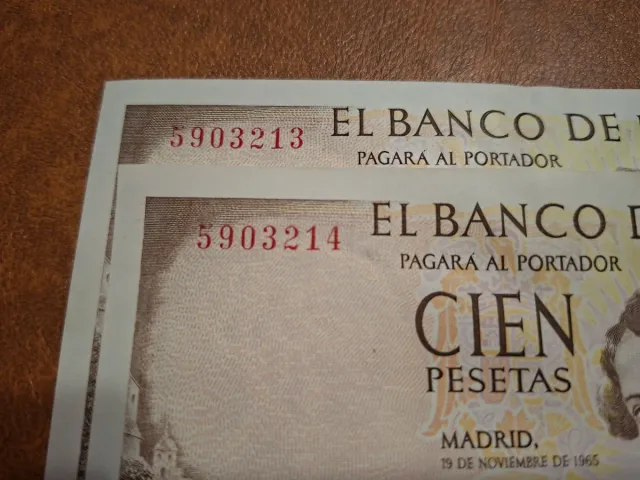 5903213
EL BANCO DE
PAGARÁ AL PORTADOR
5903214
EL BANCO
PAGARÁ AL PORTADOR
CIEN
PESETAS
MADRID,
19 DE NOVIEMBRE DE 1965